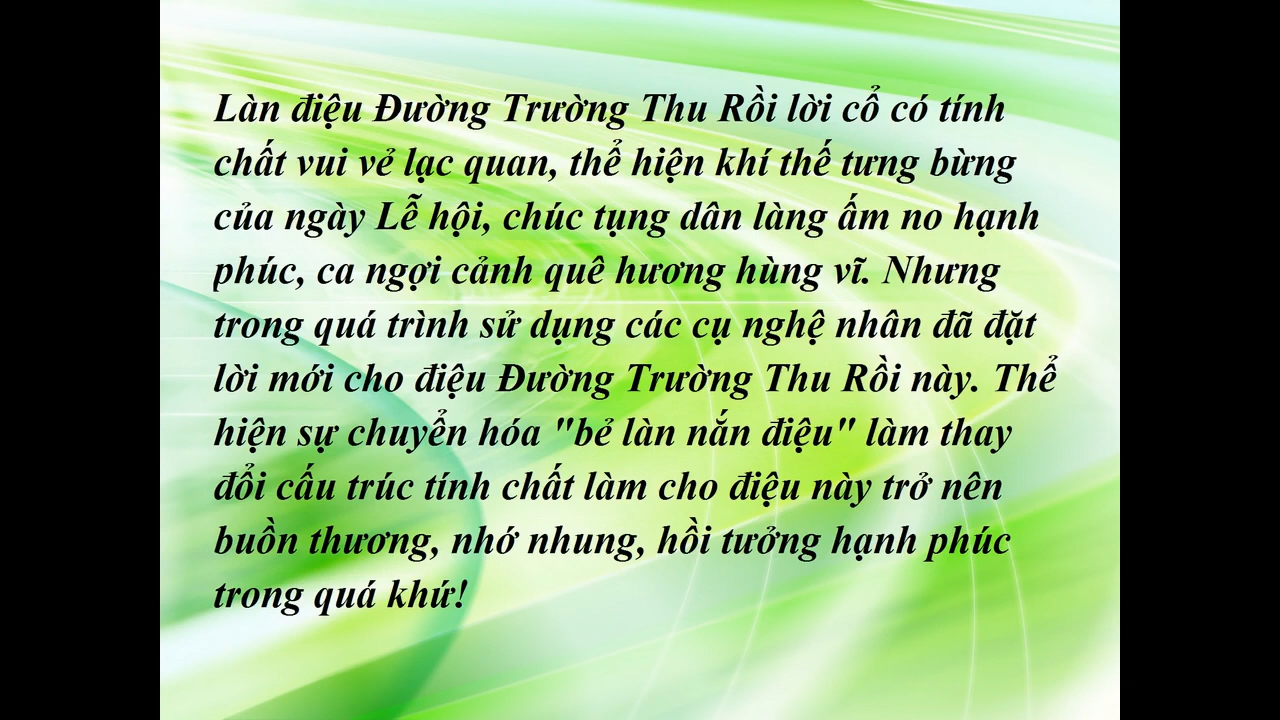 Làn điệu Đường Trường Thu Rồi lời cổ có tính
chất vui vẻ lạc quan, thể hiện khí thế tưng bừng
của ngày Lễ hội, chúc tụng dân làng ấm no hạnh
phúc, ca ngợi cảnh quê hương hùng vĩ. Nhưng
trong quá trình sử dụng các cụ nghệ nhân đã đặt
lời mới cho điệu Đường Trường Thu Rồi này. Thể
hiện sự chuyển hóa "bẻ làn nắn điệu" làm thay
đổi cấu trúc tính chất làm cho điệu này trở nên
buồn thương, nhớ nhung, hồi tưởng hạnh phúc
trong quá khứ!